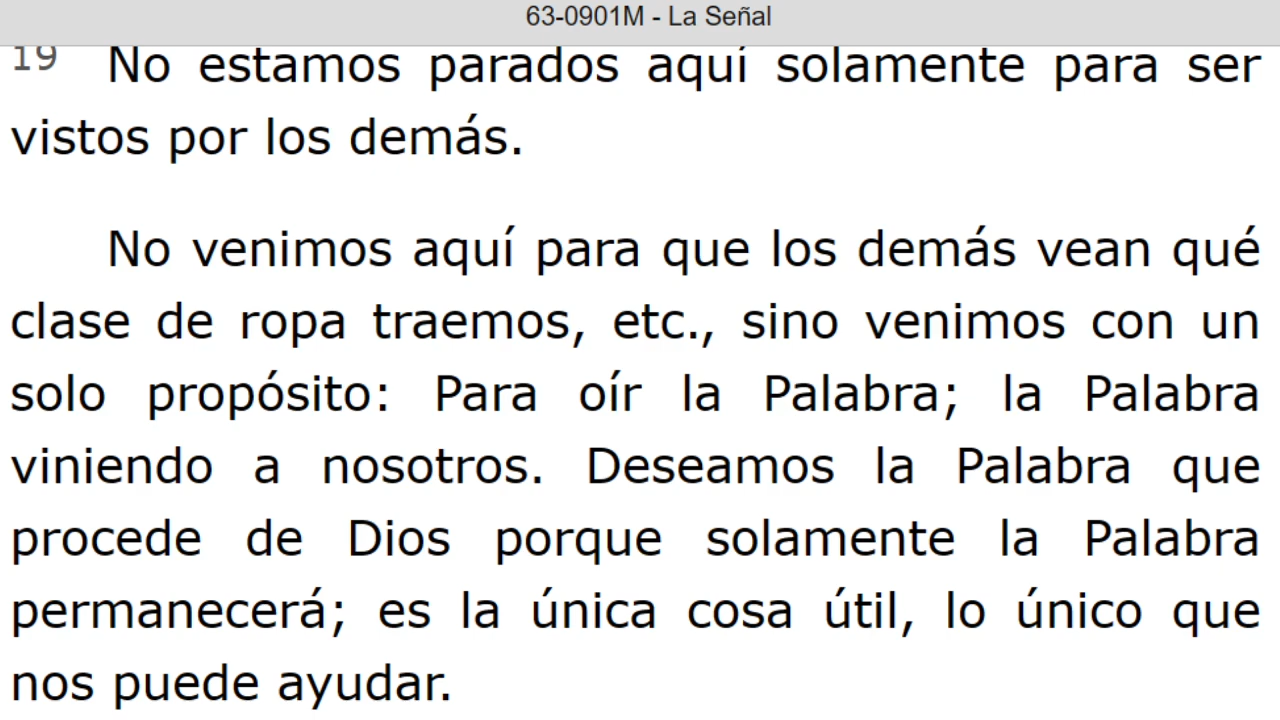 63-0901M - La Señal
19 No estamos parados aquí solamente para ser
vistos por los demás.
No venimos aquí para que los demás vean qué
clase de ropa traemos, etc., sino venimos con un
solo propósito: Para oír la Palabra; la Palabra
viniendo a nosotros. Deseamos la Palabra que
procede de Dios porque solamente la Palabra
permanecerá; es la única cosa útil, lo único que
nos puede ayudar.